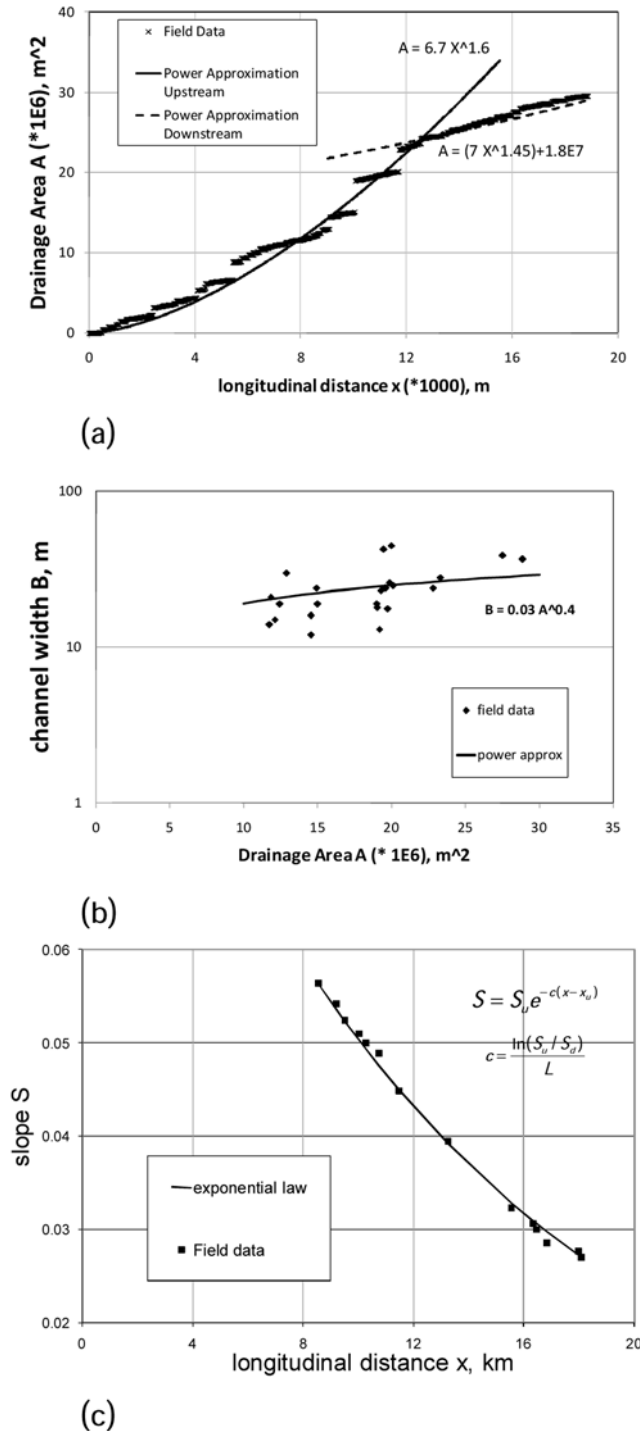 40
30
20
10
0
Drainage Area A (*1E6), m^2
Field Data
Power Approximation
Upstream
Power Approximation
Downstream
A = 6.7 X^1.6
A = (7 X^1.45)+1.8E7
0 4 8 12 16 20
longitudinal distance x (*1000), m
(a)
100
10
1
channel width B, m
B = 0.03 A^0.4
field data
power approx
0 5 10 15 20 25 30 35
Drainage Area A (* 1E6), m^2
(b)
0.06
0.05
0.04
0.03
0.02
slope S
S = S_u e^{-c(x-x_u)}
c = ln(S_u / S_d) / L
exponential law
Field data
0 4 8 12 16 20
longitudinal distance x, km
(c)